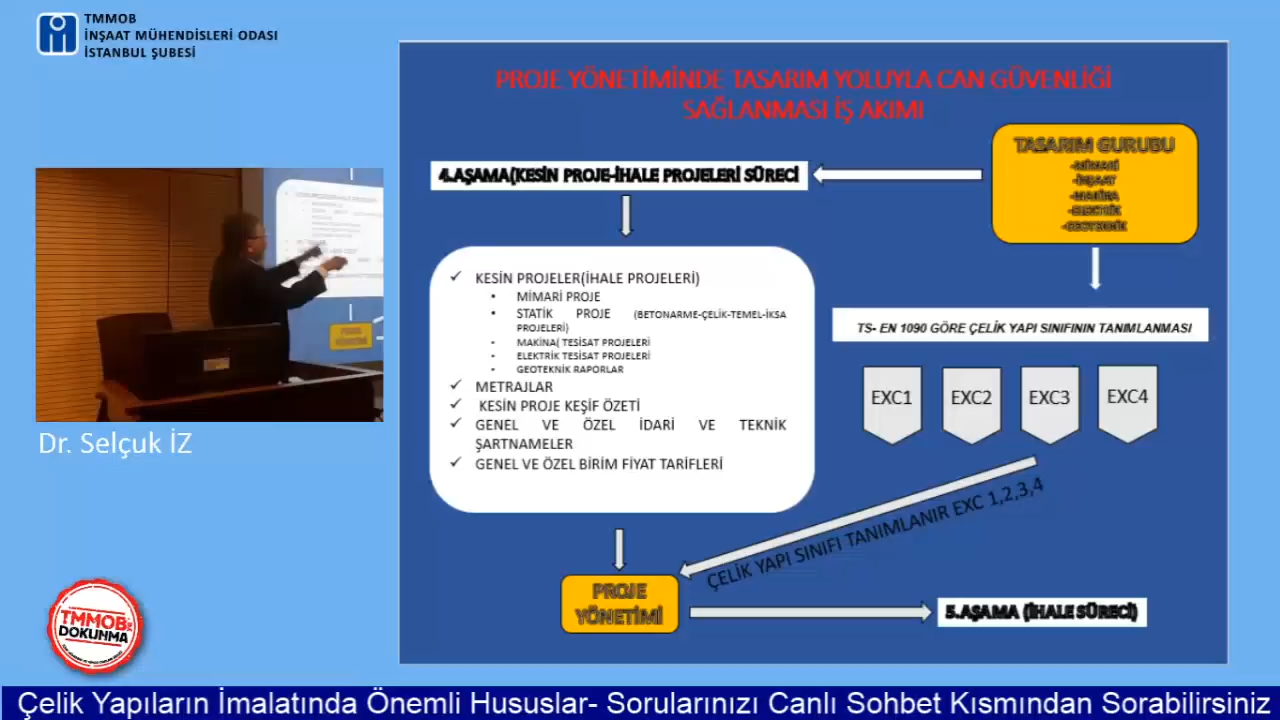 TMMOB
İNŞAAT MÜHENDİSLERİ ODASI
İSTANBUL ŞUBESİ
PROJE YÖNETİMİNDE TASARIM YOLUYLA CAN GÜVENLİĞİ
SAĞLANMASI İŞ AKIMI
TASARIM GURUBU
-MİMARİ
-İNŞAAT
-MAKİNA
-ELEKTRİK
-GEOTEKNİK
4.AŞAMA(KESİN PROJE-İHALE PROJELERİ SÜRECİ
✓ KESİN PROJELER(İHALE PROJELERİ)
• MİMARİ PROJE
• STATİK PROJE (BETONARME-ÇELİK-TEMEL-İKSA
PROJELERİ)
• MAKİNA( TESİSAT PROJELERİ
• ELEKTRİK TESİSAT PROJELERİ
• GEOTEKNİK RAPORLAR
✓ METRAJLAR
✓ KESİN PROJE KEŞİF ÖZETİ
✓ GENEL VE ÖZEL İDARİ VE TEKNİK
ŞARTNAMELER
✓ GENEL VE ÖZEL BİRİM FİYAT TARİFLERİ
TS- EN 1090 GÖRE ÇELİK YAPI SINIFININ TANIMLANMASI
EXC1 EXC2 EXC3 EXC4
ÇELİK YAPI SINIFI TANIMLANIR EXC 1,2,3,4
PROJE
YÖNETİMİ
5.AŞAMA (İHALE SÜRECİ)
Dr. Selçuk İZ
TMMOB
DOKUNMA
Çelik Yapıların İmalatında Önemli Hususlar- Sorularınızı Canlı Sohbet Kısmından Sorabilirsiniz